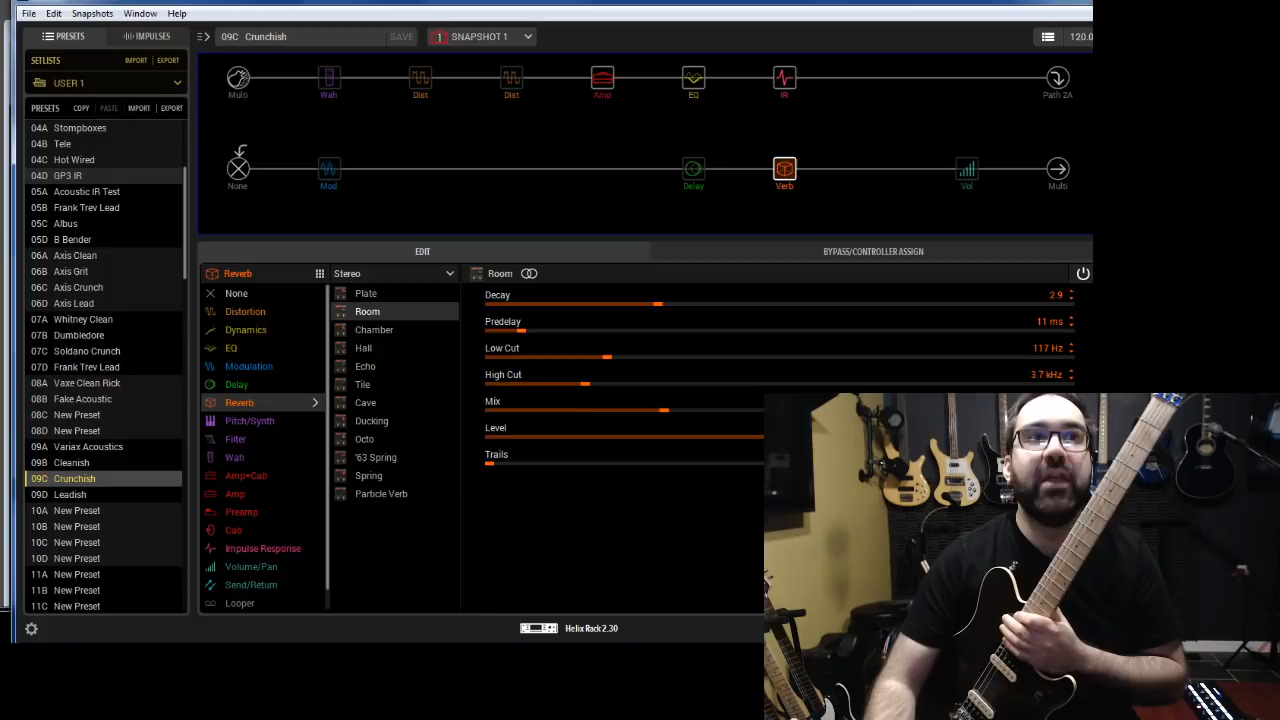 File Edit Snapshots Window Help
PRESETS IMPULSES
09C Crunchish SAVE 1 SNAPSHOT 1 120.0
SETLISTS IMPORT EXPORT
USER 1
PRESETS COPY PASTE IMPORT EXPORT
04A Stompboxes
04B Tele
04C Hot Wired
04D GP3 IR
05A Acoustic IR Test
05B Frank Trev Lead
05C Albus
05D B Bender
06A Axis Clean
06B Axis Grit
06C Axis Crunch
06D Axis Lead
07A Whitney Clean
07B Dumbledore
07C Soldano Crunch
07D Frank Trev Lead
08A Vaxe Clean Rick
08B Fake Acoustic
08C New Preset
08D New Preset
09A Variax Acoustics
09B Cleanish
09C Crunchish
09D Leadish
10A New Preset
10B New Preset
10C New Preset
10D New Preset
11A New Preset
11B New Preset
11C New Preset
Multi Wah Dist Dist Amp EQ IR Path 2A
None Mod Delay Verb Vol Multi
EDIT BYPASS/CONTROLLER ASSIGN
Reverb
None
Distortion
Dynamics
EQ
Modulation
Delay
Reverb
Pitch/Synth
Filter
Wah
Amp+Cab
Amp
Preamp
Cab
Impulse Response
Volume/Pan
Send/Return
Looper
Stereo
Plate
Room
Chamber
Hall
Echo
Tile
Cave
Ducking
Octo
'63 Spring
Spring
Particle Verb
Room
Decay 2.9
Predelay 11 ms
Low Cut 117 Hz
High Cut 3.7 kHz
Mix
Level
Trails
Helix Rack 2.30